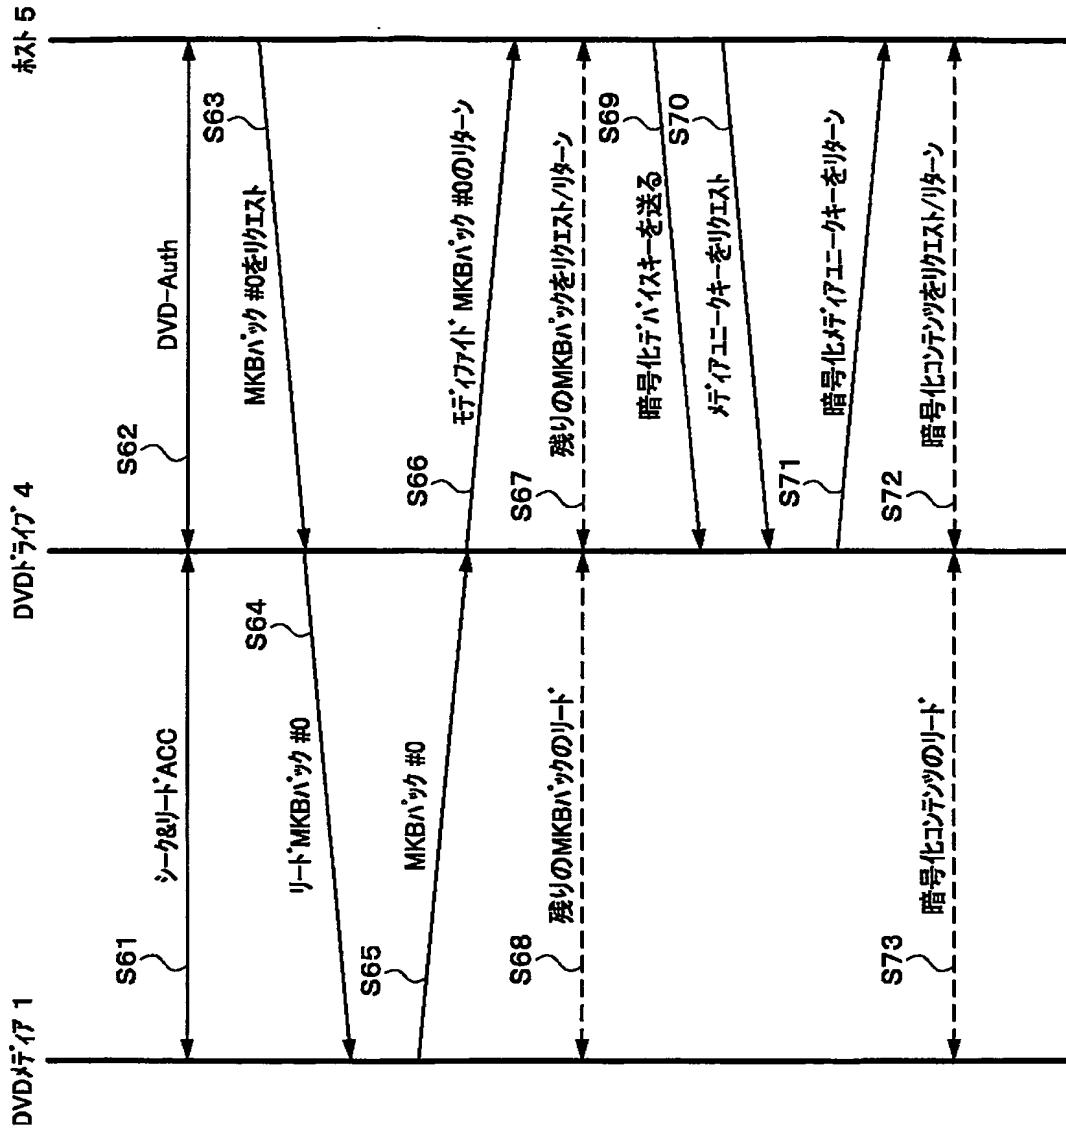 DVDメディア 1
DVDドライブ 4
ホスト 5
S61
シーク&リードACC
S62
DVD-Auth
S63
MKBパック #0をリクエスト
S64
リードMKBパック #0
S65
MKBパック #0
S66
モディファイド MKBパック #0のリターン
S67
残りのMKBパックをリクエスト/リターン
S68
残りのMKBパックのリード
S69
暗号化デバイスキーを送る
S70
メディアユニークキーをリクエスト
S71
暗号化メディアユニークキーをリターン
S72
暗号化コンテンツをリクエスト/リターン
S73
暗号化コンテンツのリード